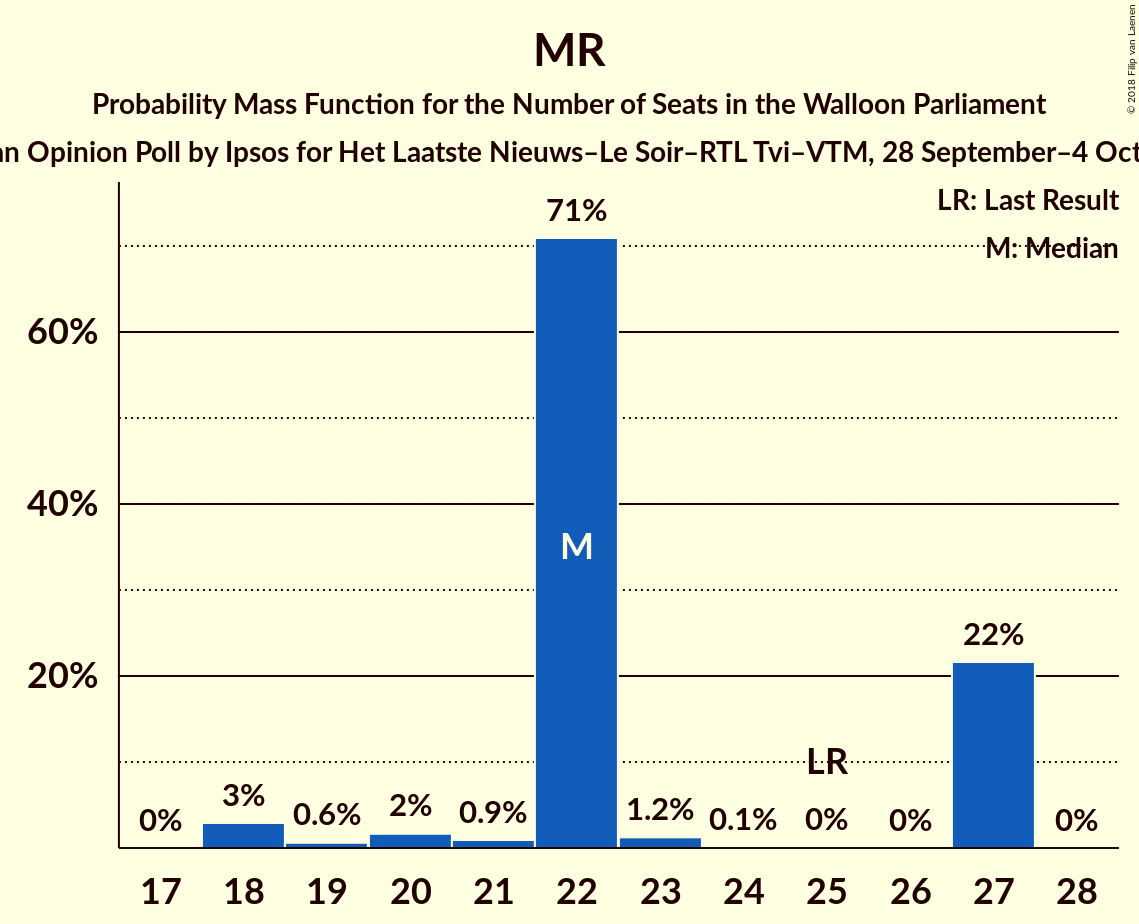 © 2018 Filip van Laenen
MR
Probability Mass Function for the Number of Seats in the Walloon Parliament
Opinion Poll by Ipsos for Het Laatste Nieuws–Le Soir–RTL Tvi–VTM, 28 September–4 Oct
LR: Last Result
M: Median
71%
60%
40%
M
22%
20%
LR
0% 3% 0.6% 2% 0.9% 1.2% 0.1% 0% 0% 0%
17 18 19 20 21 22 23 24 25 26 27 28